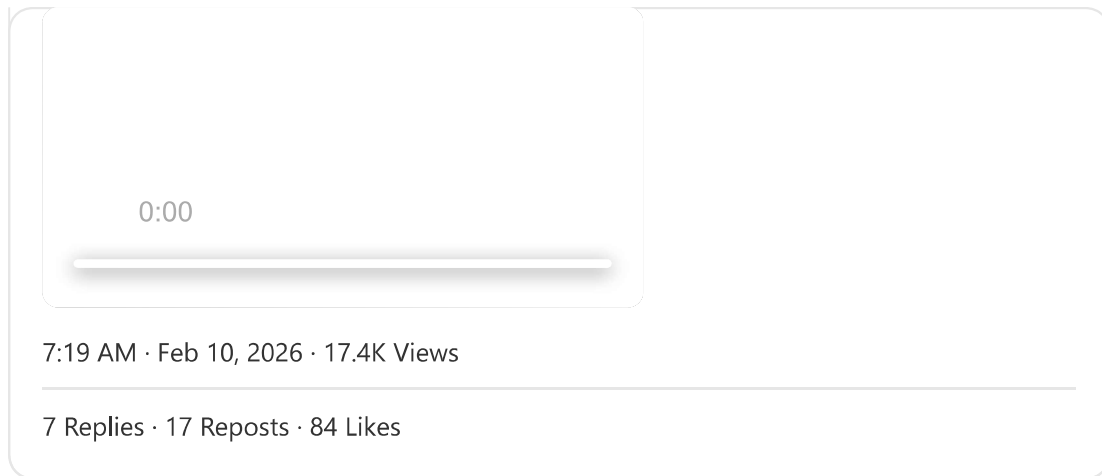 0:00
7:19 AM · Feb 10, 2026 · 17.4K Views
7 Replies · 17 Reposts · 84 Likes